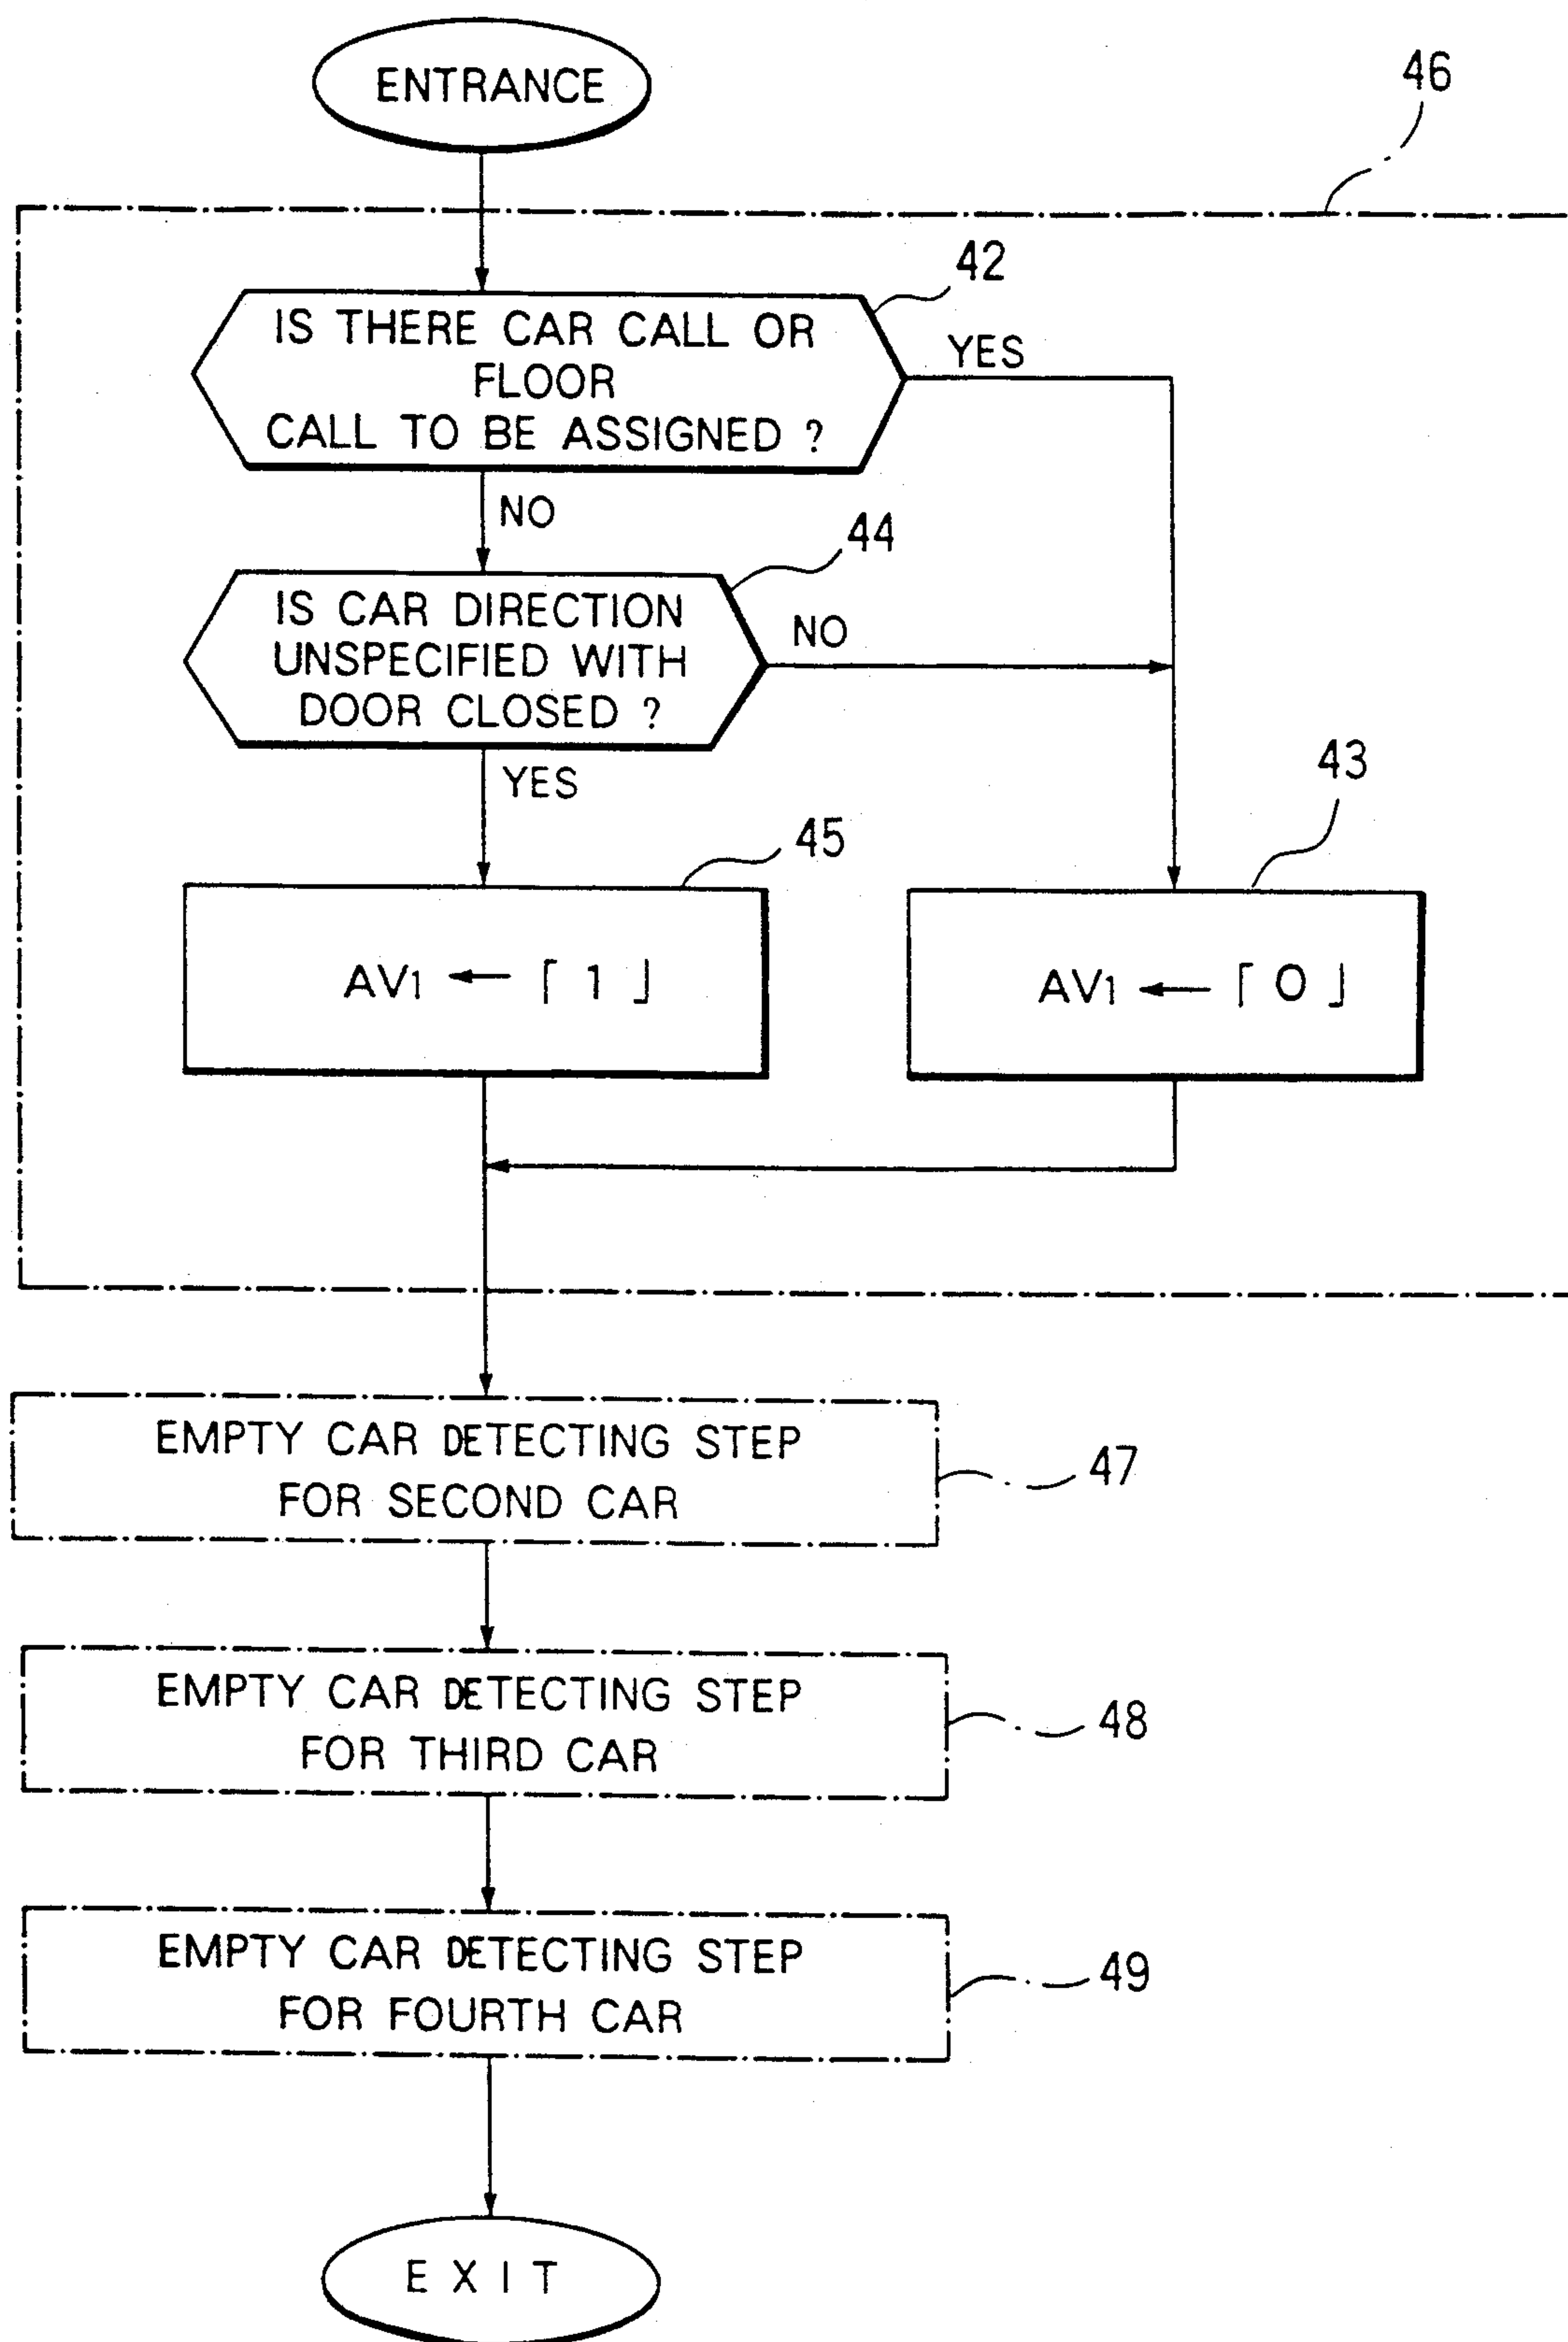 ENTRANCE
46
42
IS THERE CAR CALL OR
FLOOR
CALL TO BE ASSIGNED ?
YES
NO
44
IS CAR DIRECTION
UNSPECIFIED WITH
DOOR CLOSED ?
NO
YES
43
45
AV1 ← 「 1 」
AV1 ← 「 0 」
EMPTY CAR DETECTING STEP
FOR SECOND CAR
47
EMPTY CAR DETECTING STEP
FOR THIRD CAR
48
EMPTY CAR DETECTING STEP
FOR FOURTH CAR
49
EXIT